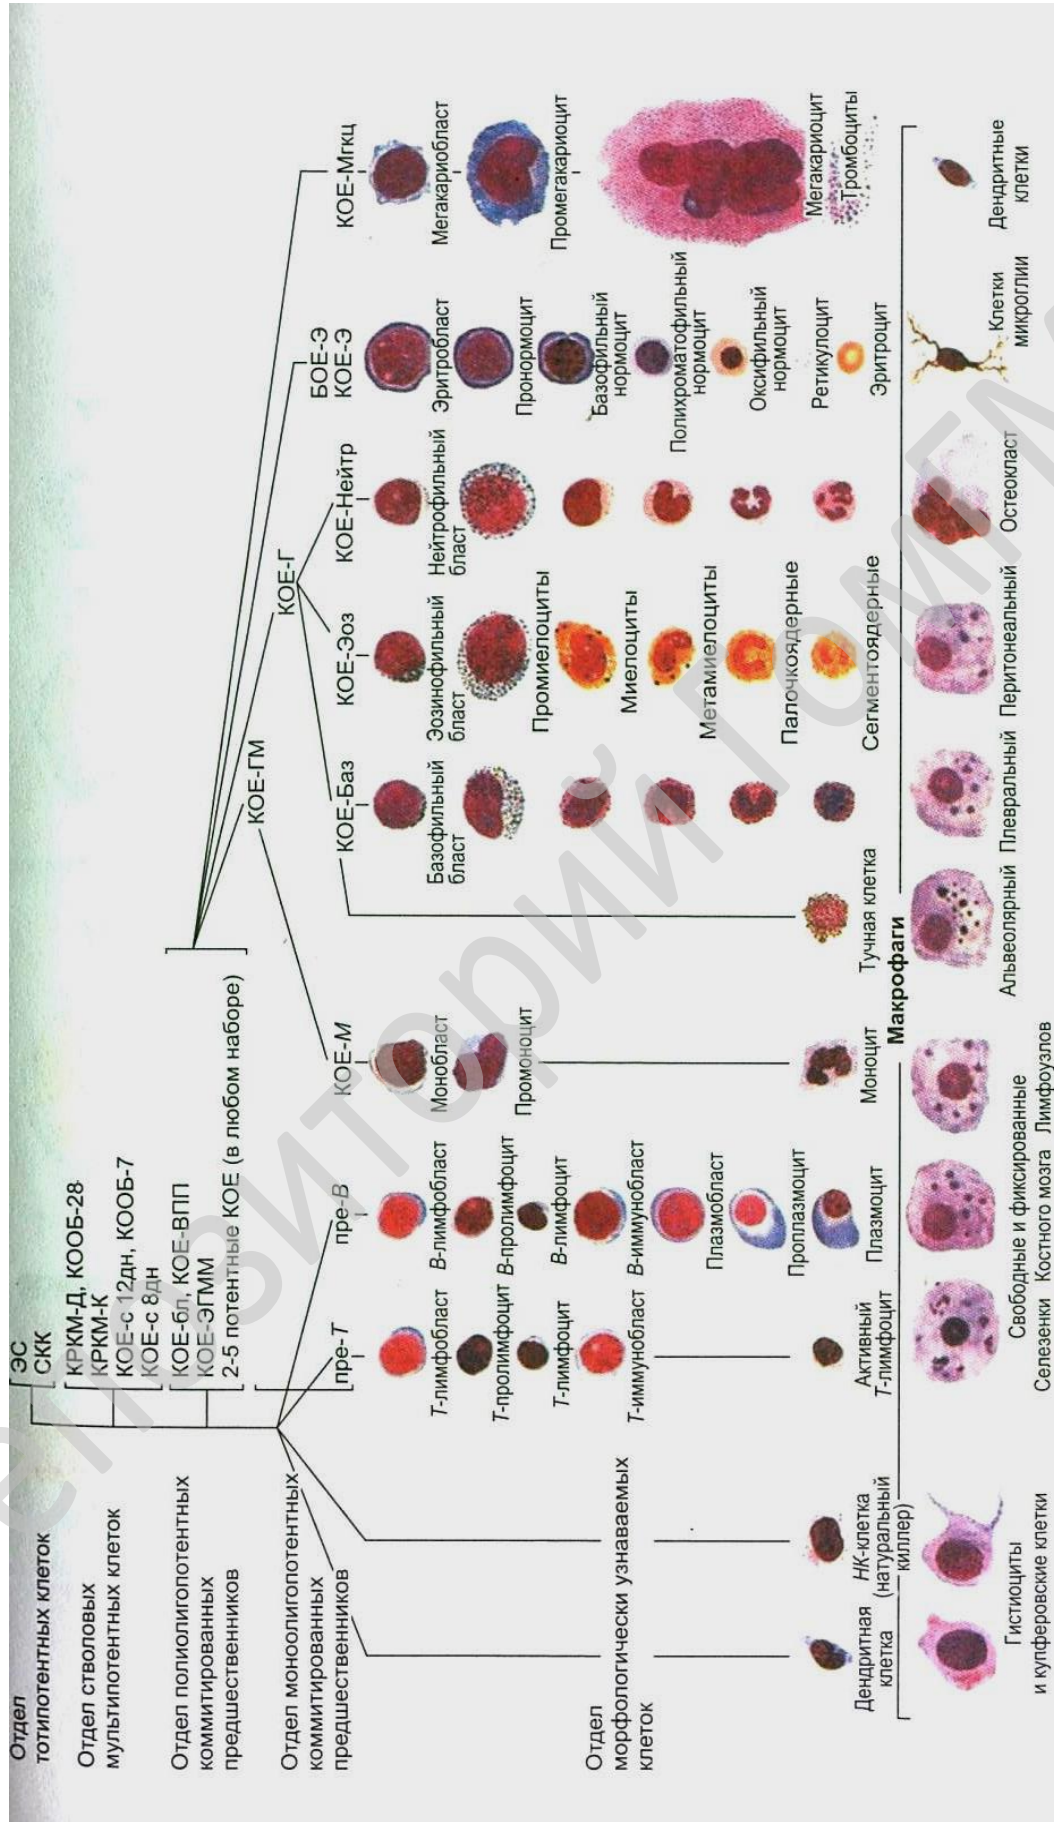 Отдел
тотипотентных клеток
ЭС
СКК
Отдел стволовых
мультипотентных клеток
КРКМ-Д, КООБ-28
КРКМ-К
КОЕ-с 12дн, КООБ-7
КОЕ-с 8дн
Отдел полиолигопотентных
коммитированных
предшественников
КОЕ-бл, КОЕ-ВПП
КОЕ-ЭГММ
2-5 потентные КОЕ (в любом наборе)
Отдел моноолигопотентных
коммитированных
предшественников
пре-Т
пре-В
КОЕ-М
КОЕ-ГМ
КОЕ-Г
КОЕ-Баз
КОЕ-Эоз
КОЕ-Нейтр
БОЕ-Э
КОЕ-Э
КОЕ-Мгкц
Отдел
морфологически узнаваемых
клеток
Т-лимфобласт
Т-пролимфоцит
Т-лимфоцит
Т-иммунобласт
Активный
Т-лимфоцит
В-лимфобласт
В-пролимфоцит
В-лимфоцит
В-иммунобласт
Плазмобласт
Проплазмоцит
Плазмоцит
Монобласт
Промоноцит
Моноцит
Тучная клетка
Базофильный
бласт
Эозинофильный
бласт
Нейтрофильный
бласт
Промиелоциты
Миелоциты
Метамиелоциты
Палочкоядерные
Сегментоядерные
Эритробласт
Пронормоцит
Базофильный
нормоцит
Полихроматофильный
нормоцит
Оксифильный
нормоцит
Ретикулоцит
Эритроцит
Мегакариобласт
Промегакариоцит
Мегакариоцит
Тромбоциты
Дендритная
клетка
НК-клетка
(натуральный
киллер)
Макрофаги
Гистиоциты
и купферовские клетки
Свободные и фиксированные
Селезенки Костного мозга Лимфоузлов
Альвеолярный Плевральный Перитонеальный
Остеокласт
Клетки
микроглии
Дендритные
клетки